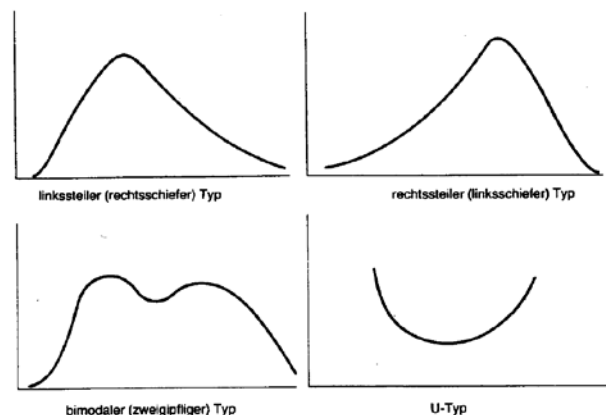 linkssteiler (rechtsschiefer) Typ
rechtssteiler (linksschiefer) Typ
bimodaler (zweigipfliger) Typ
U-Typ